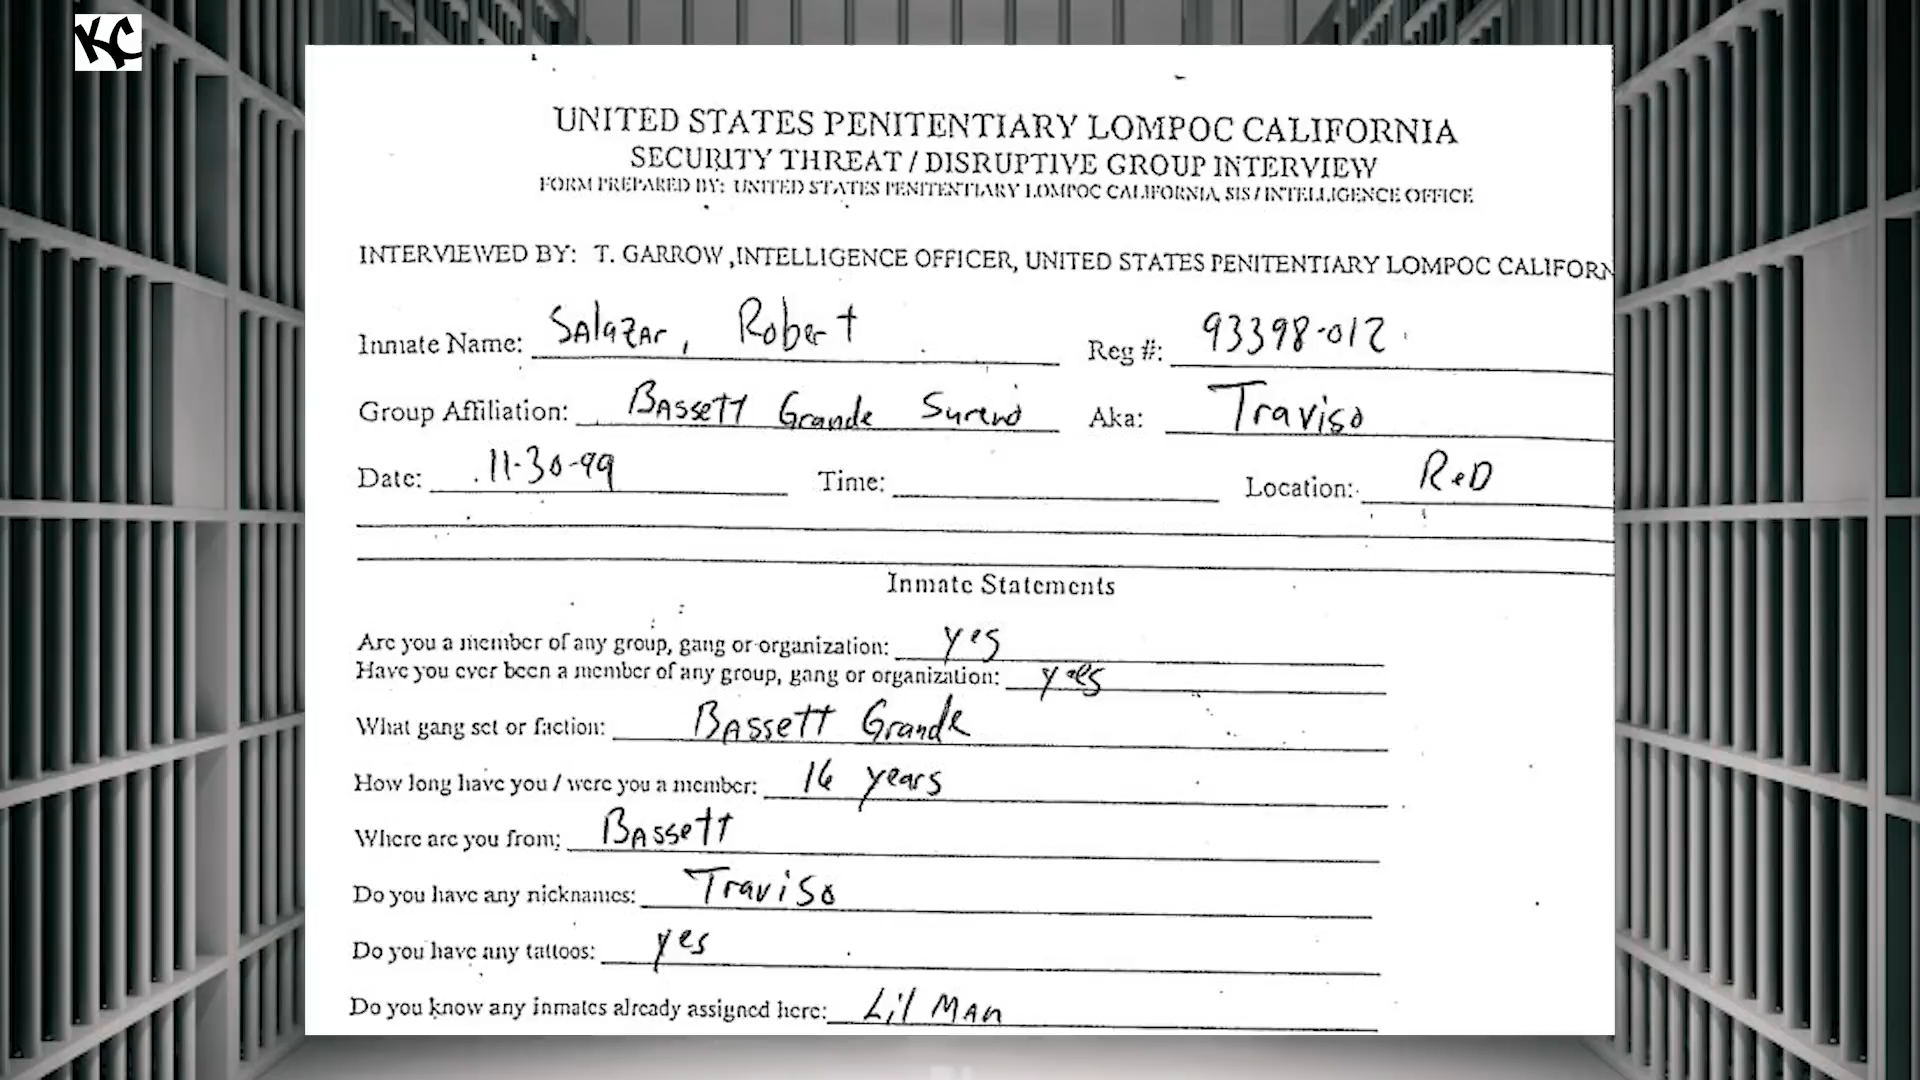 KC
UNITED STATES PENITENTIARY LOMPOC CALIFORNIA
SECURITY THREAT / DISRUPTIVE GROUP INTERVIEW
FORM PREPARED BY: UNITED STATES PENITENTIARY LOMPOC CALIFORNIA, SIS / INTELLIGENCE OFFICE
INTERVIEWED BY: T. GARROW ,INTELLIGENCE OFFICER, UNITED STATES PENITENTIARY LOMPOC CALIFORN
Inmate Name: Salazar, Robert Reg #: 93398-012
Group Affiliation: Bassett Grande Sureno Aka: Traviso
Date: 11-30-99 Time: Location: R&D
Inmate Statements
Are you a member of any group, gang or organization: yes
Have you ever been a member of any group, gang or organization: yes
What gang set or faction: Bassett Grande
How long have you / were you a member: 16 years
Where are you from: Bassett
Do you have any nicknames: Traviso
Do you have any tattoos: yes
Do you know any inmates already assigned here: Lil Man